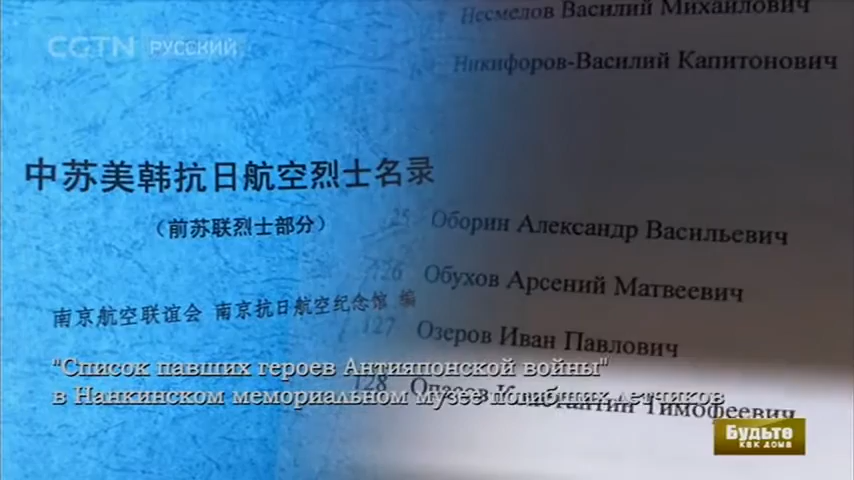 CGTN РУССКИЙ
Несмедов Василий Михайлович
Никифоров-Василий Капитонович
中苏美韩抗日航空烈士名录
（前苏联烈士部分）
25 Оборин Александр Васильевич
126 Обухов Арсений Матвеевич
南京航空联谊会 南京抗日航空纪念馆 编
127 Озеров Иван Павлович
"Список павших героев Антияпонской войны"
128 Константин Тимофеевич
в Нанкинском мемориальном музее погибших летчиков
Будьте
как дома